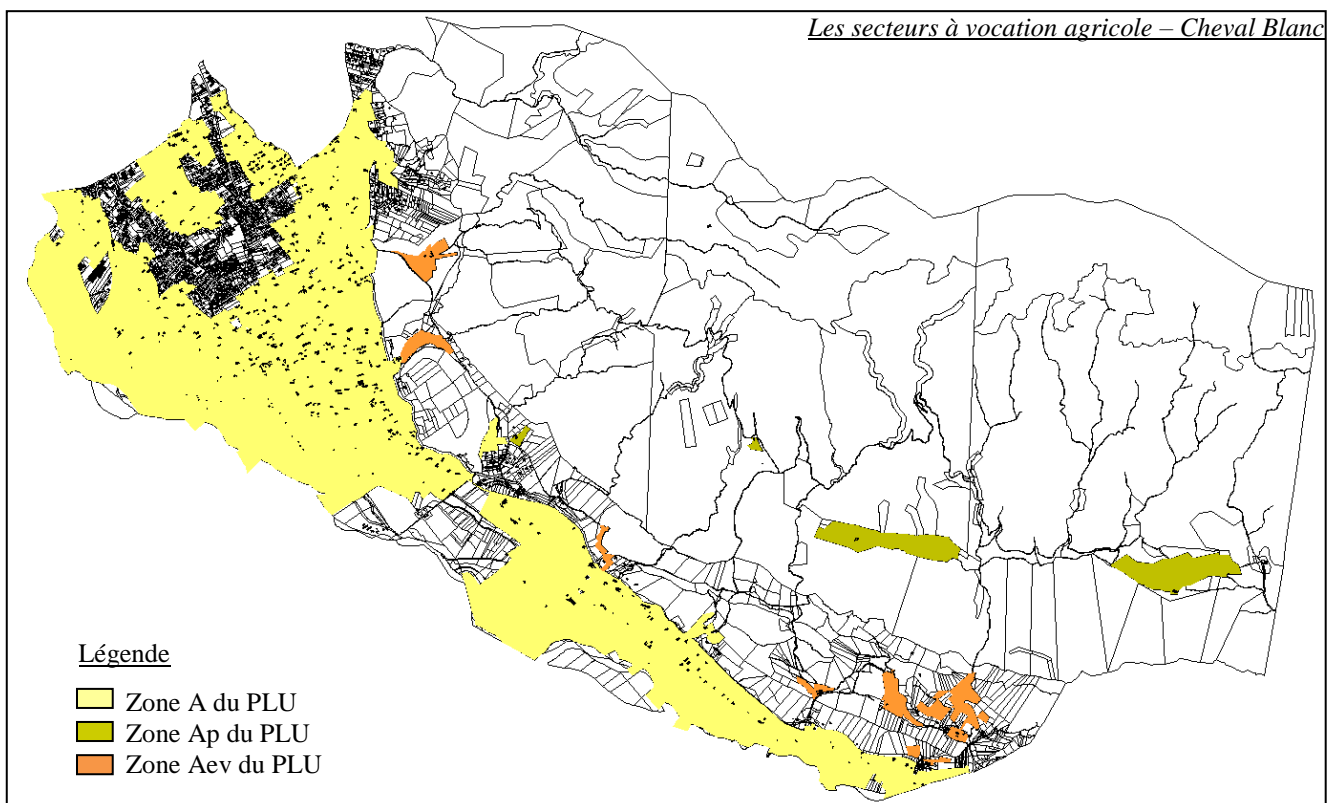 Les secteurs à vocation agricole – Cheval Blanc
Légende
Zone A du PLU
Zone Ap du PLU
Zone Aev du PLU